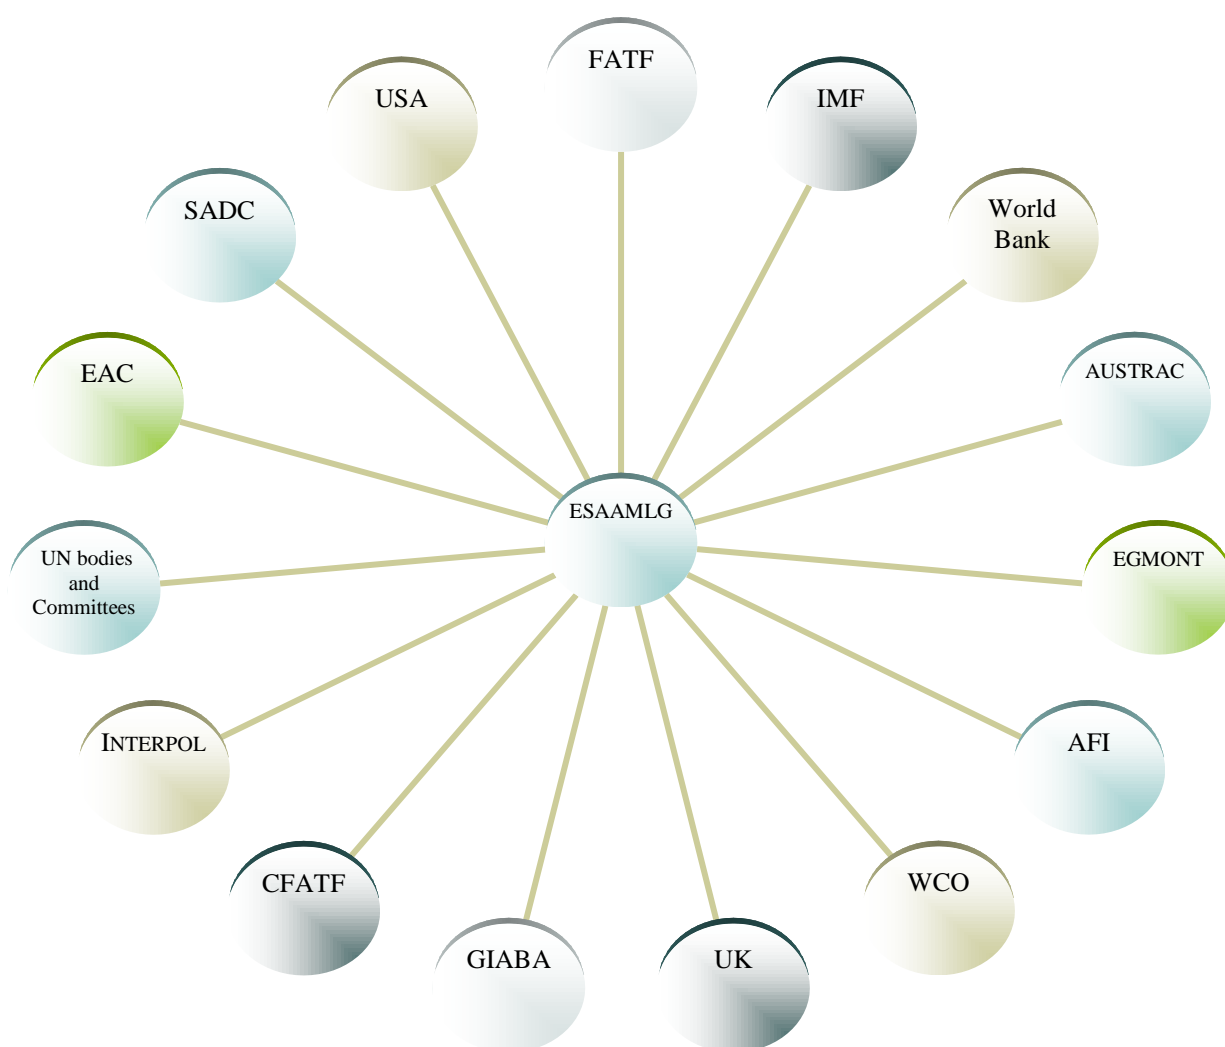 FATF
USA
IMF
SADC
World
Bank
EAC
AUSTRAC
ESAAMLG
UN bodies
and
Committees
EGMONT
INTERPOL
AFI
CFATF
WCO
GIABA
UK